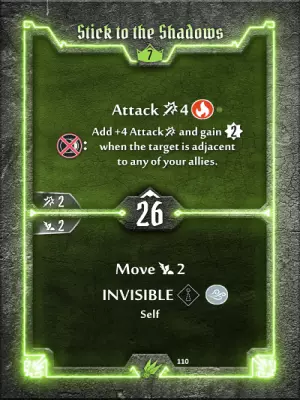 Stick to the Shadows
7
Attack 4
Add +4 Attack and gain 2
: when the target is adjacent
to any of your allies.
2
26
2
Move 2
INVISIBLE
Self
110